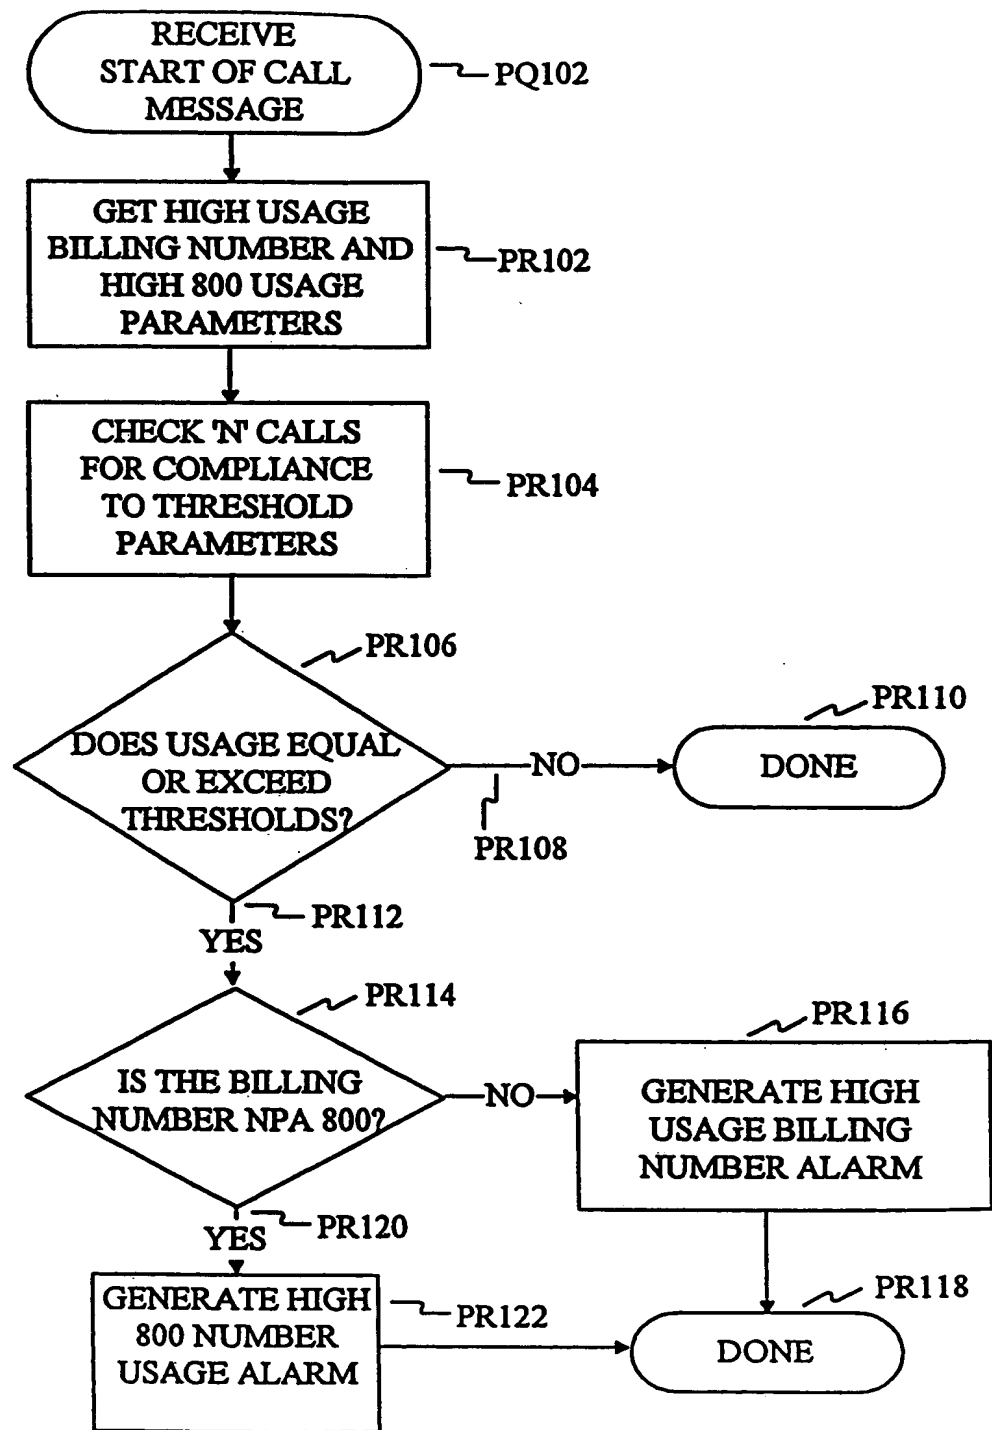 RECEIVE
START OF CALL
MESSAGE
PQ102
GET HIGH USAGE
BILLING NUMBER AND
HIGH 800 USAGE
PARAMETERS
PR102
CHECK 'N' CALLS
FOR COMPLIANCE
TO THRESHOLD
PARAMETERS
PR104
PR106
DOES USAGE EQUAL
OR EXCEED
THRESHOLDS?
NO
PR108
PR110
DONE
PR112
YES
PR114
IS THE BILLING
NUMBER NPA 800?
NO
PR116
GENERATE HIGH
USAGE BILLING
NUMBER ALARM
PR120
YES
GENERATE HIGH
800 NUMBER
USAGE ALARM
PR122
PR118
DONE